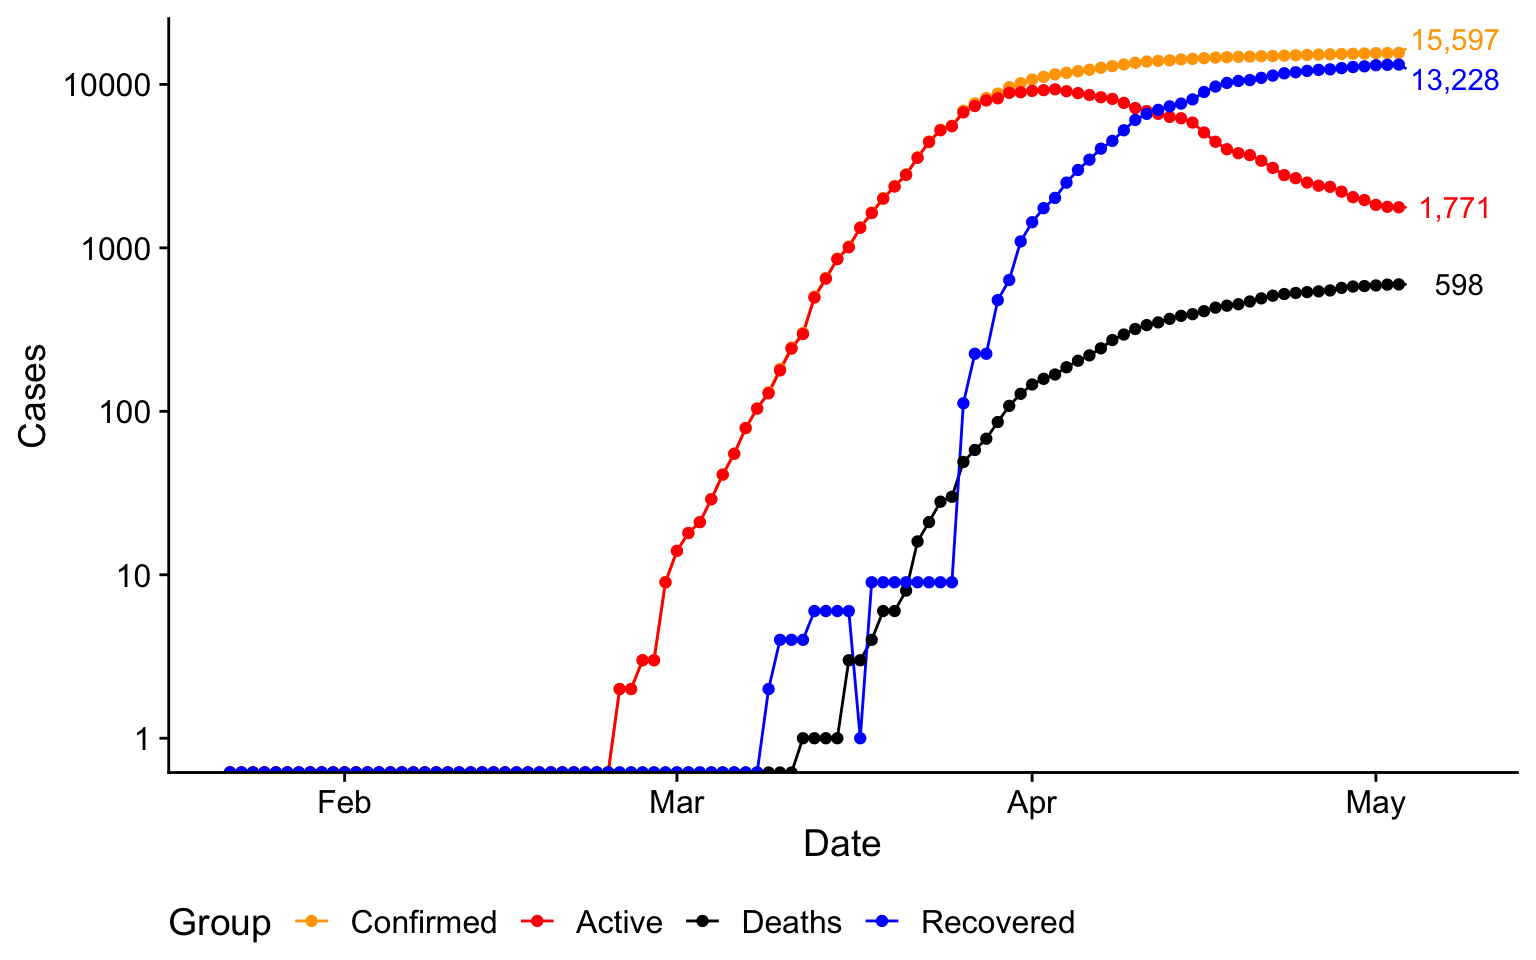 15,597
10000
13,228
1,771
1000
598
Cases
100
10
1
Feb Mar Apr May
Date
Group Confirmed Active Deaths Recovered